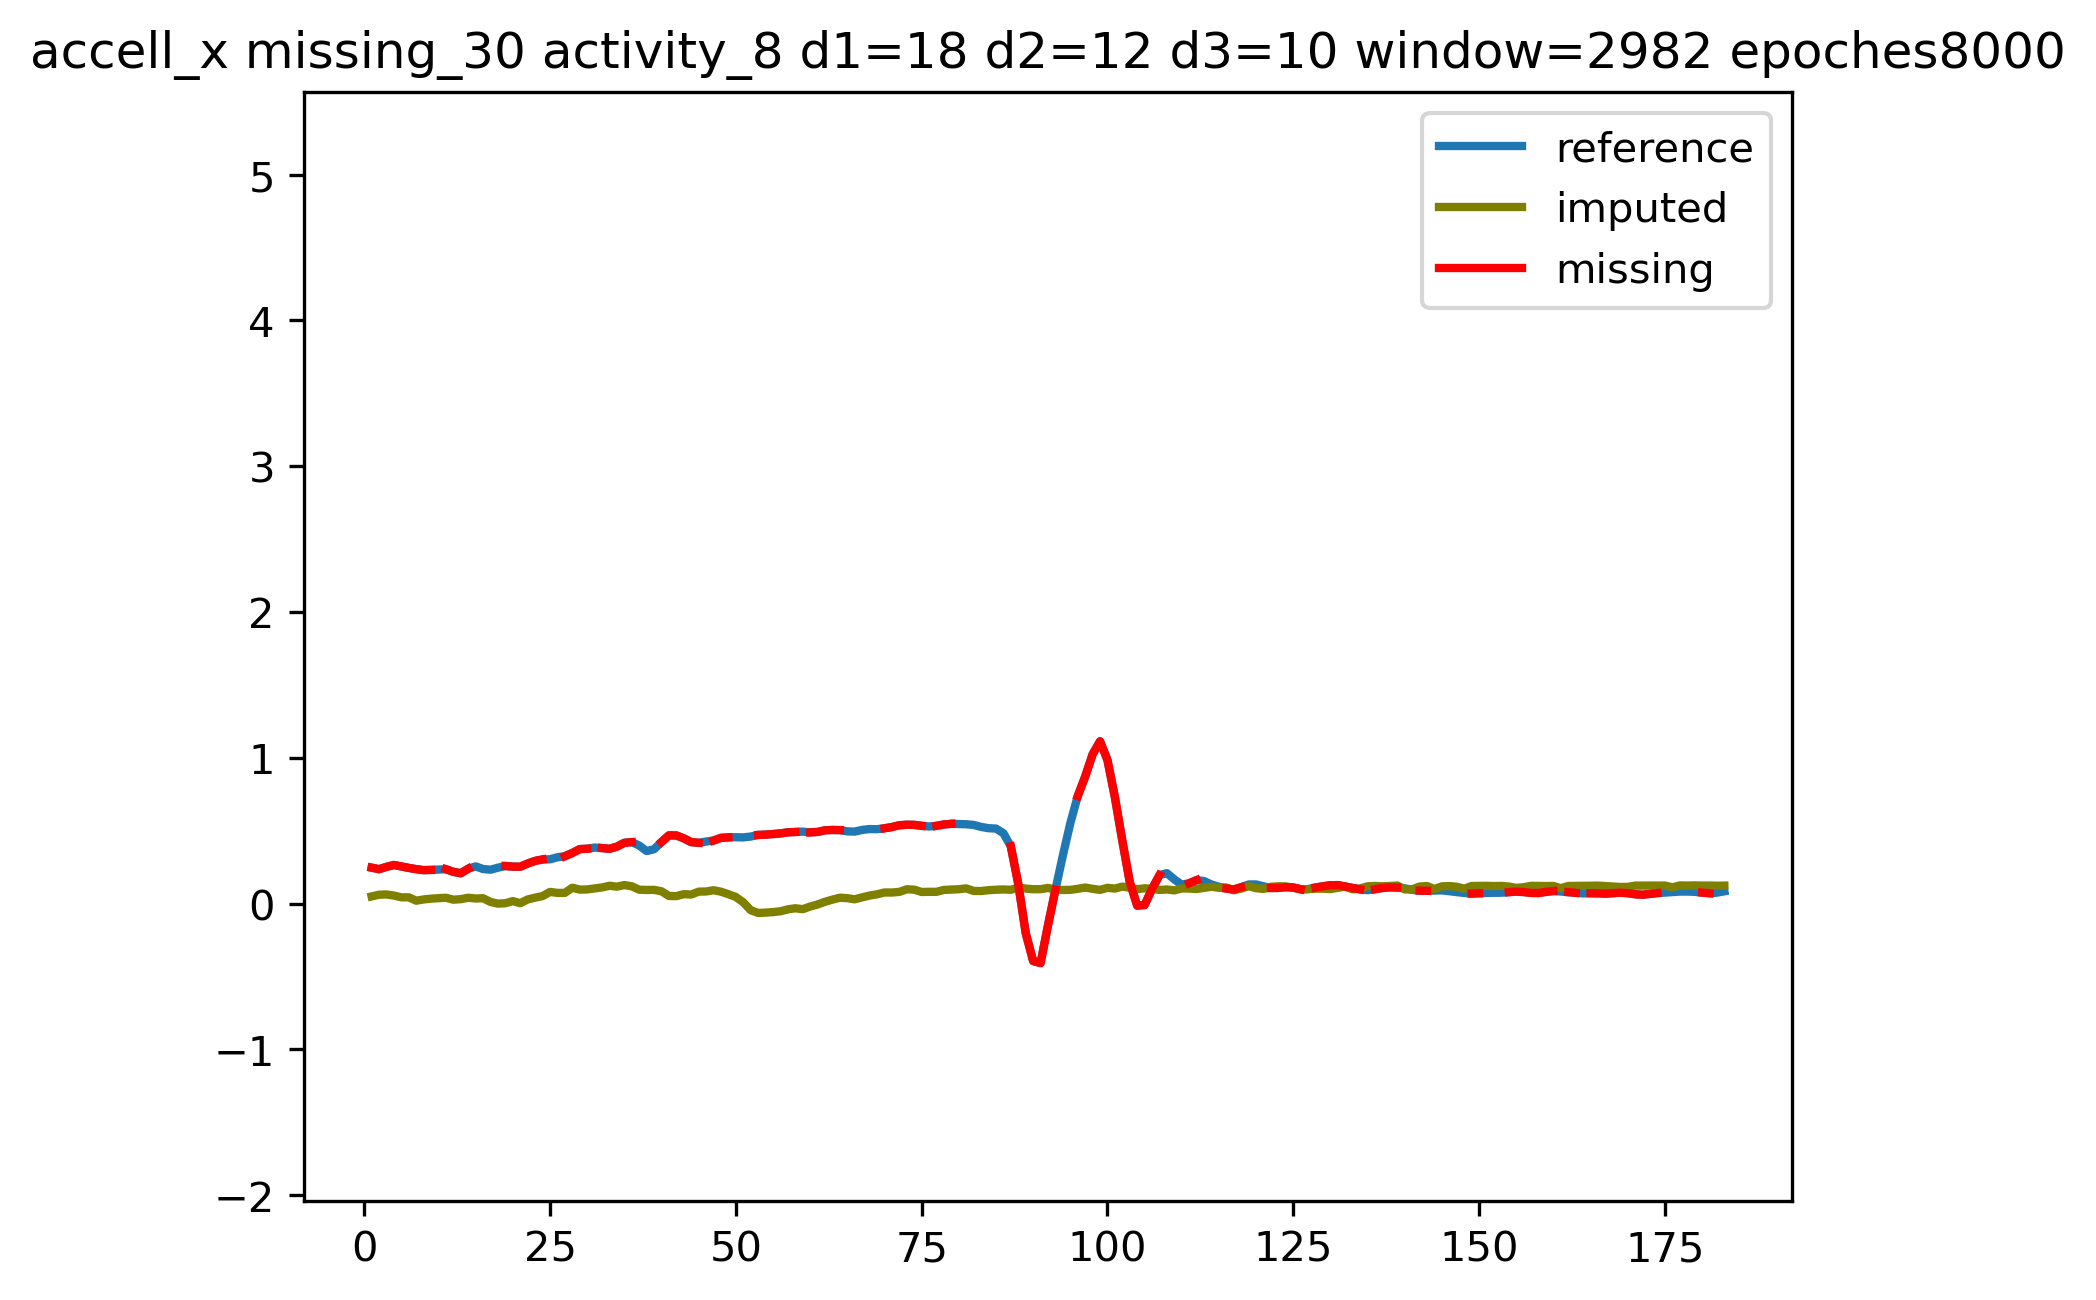 accell_x missing_30 activity_8 d1=18 d2=12 d3=10 window=2982 epoches8000
reference
imputed
missing
5
4
3
2
1
0
−1
−2
0 25 50 75 100 125 150 175